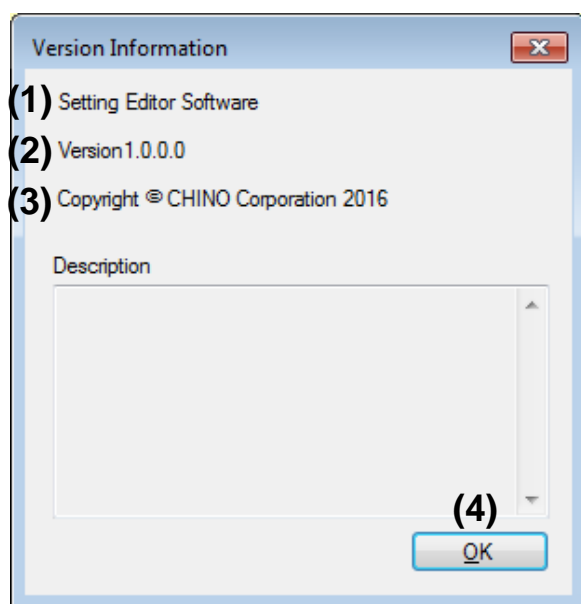 Version Information
(1) Setting Editor Software
(2) Version1.0.0.0
(3) Copyright © CHINO Corporation 2016
Description
(4)
OK